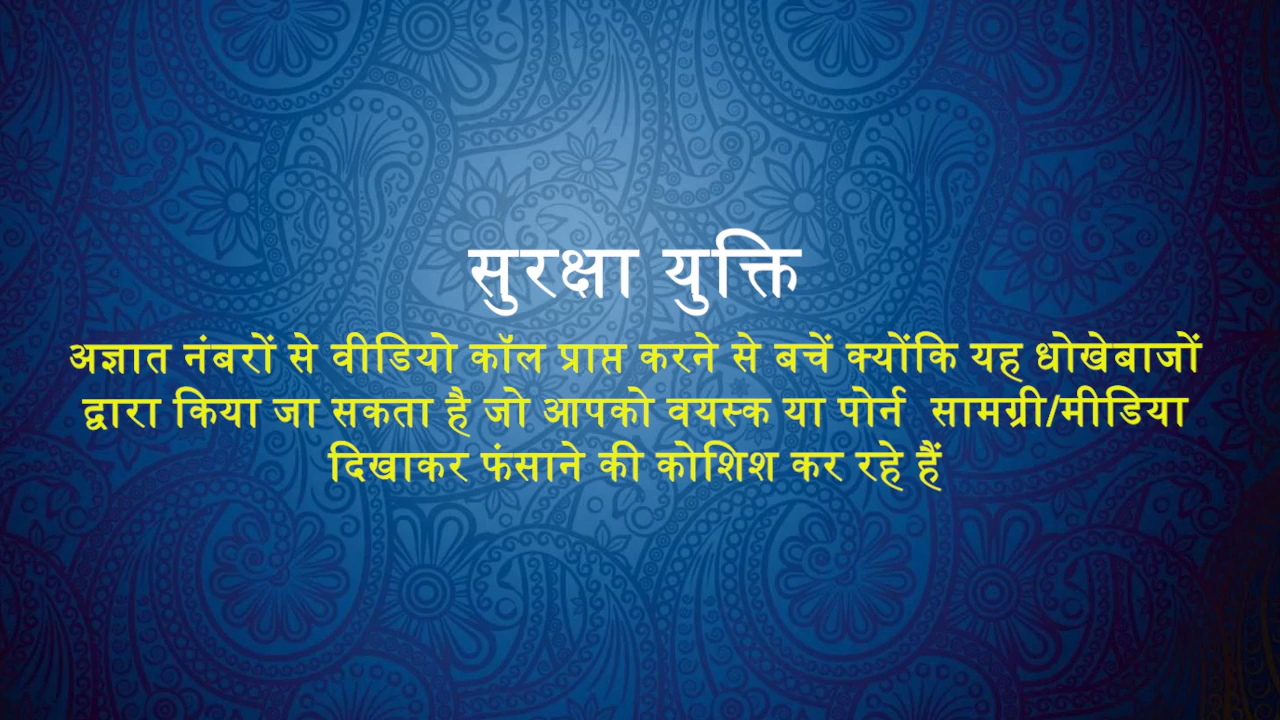 सुरक्षा युक्ति
अज्ञात नंबरों से वीडियो कॉल प्राप्त करने से बचें क्योंकि यह धोखेबाजों
द्वारा किया जा सकता है जो आपको वयस्क या पोर्न सामग्री/मीडिया
दिखाकर फंसाने की कोशिश कर रहे हैं